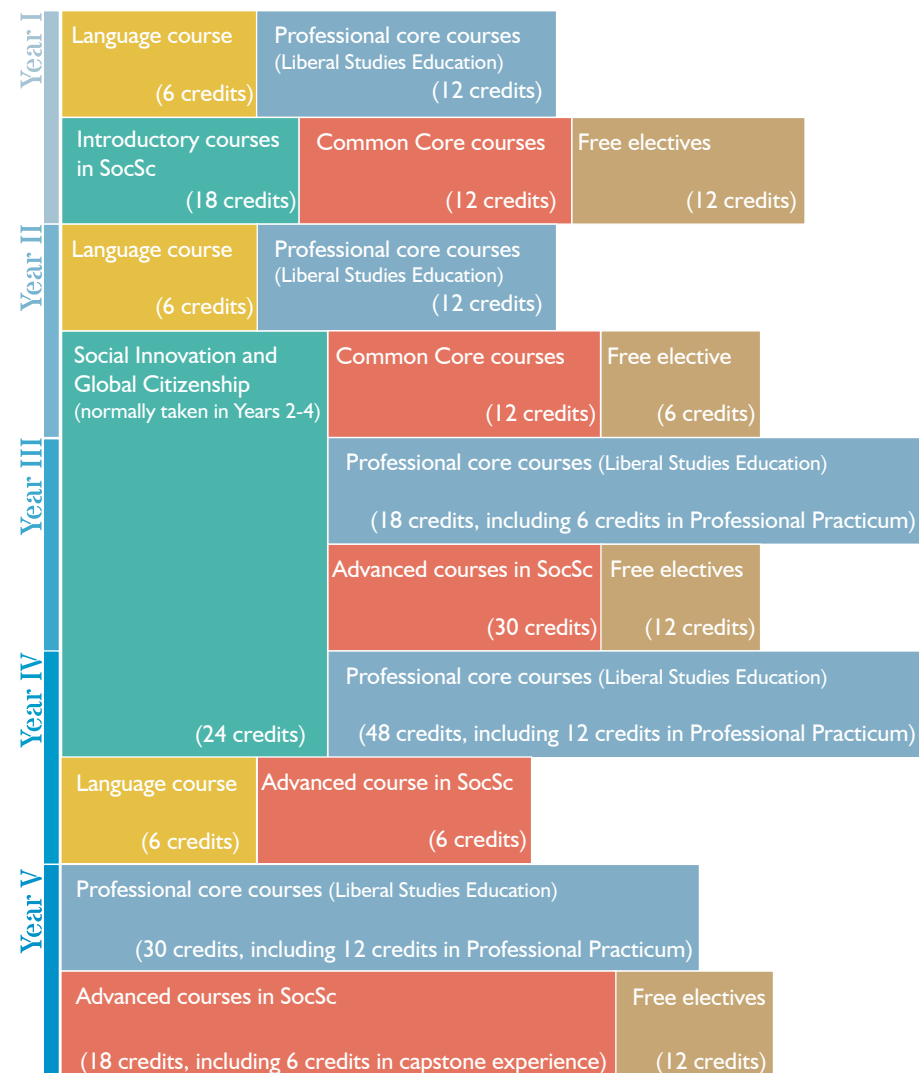 Year I
Language course
(6 credits)
Professional core courses
(Liberal Studies Education)
(12 credits)
Introductory courses
in SocSc
(18 credits)
Common Core courses
(12 credits)
Free electives
(12 credits)
Year II
Language course
(6 credits)
Professional core courses
(Liberal Studies Education)
(12 credits)
Social Innovation and
Global Citizenship
(normally taken in Years 2-4)
(24 credits)
Common Core courses
(12 credits)
Free elective
(6 credits)
Year III
Professional core courses (Liberal Studies Education)
(18 credits, including 6 credits in Professional Practicum)
Advanced courses in SocSc
(30 credits)
Free electives
(12 credits)
Year IV
Professional core courses (Liberal Studies Education)
(48 credits, including 12 credits in Professional Practicum)
Language course
(6 credits)
Advanced course in SocSc
(6 credits)
Year V
Professional core courses (Liberal Studies Education)
(30 credits, including 12 credits in Professional Practicum)
Advanced courses in SocSc
(18 credits, including 6 credits in capstone experience)
Free electives
(12 credits)